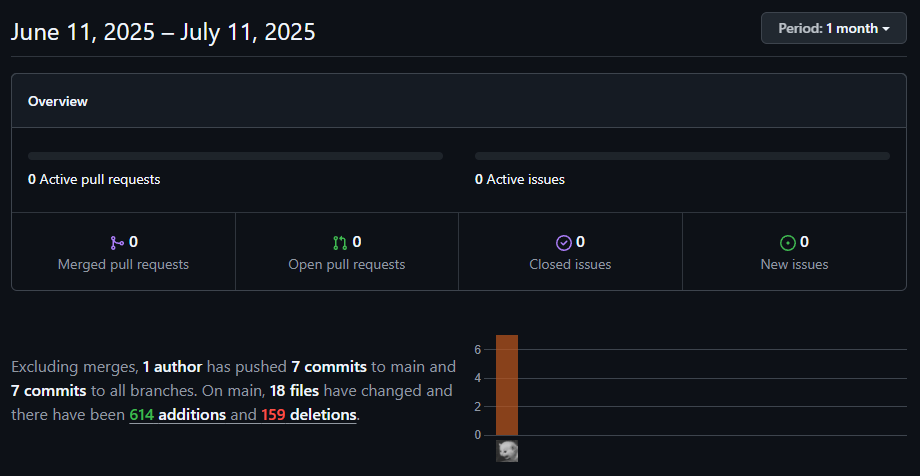 June 11, 2025 – July 11, 2025
Period: 1 month
Overview
0 Active pull requests
0 Active issues
0
Merged pull requests
0
Open pull requests
0
Closed issues
0
New issues
Excluding merges, 1 author has pushed 7 commits to main and
7 commits to all branches. On main, 18 files have changed and
there have been 614 additions and 159 deletions.
6
4
2
0